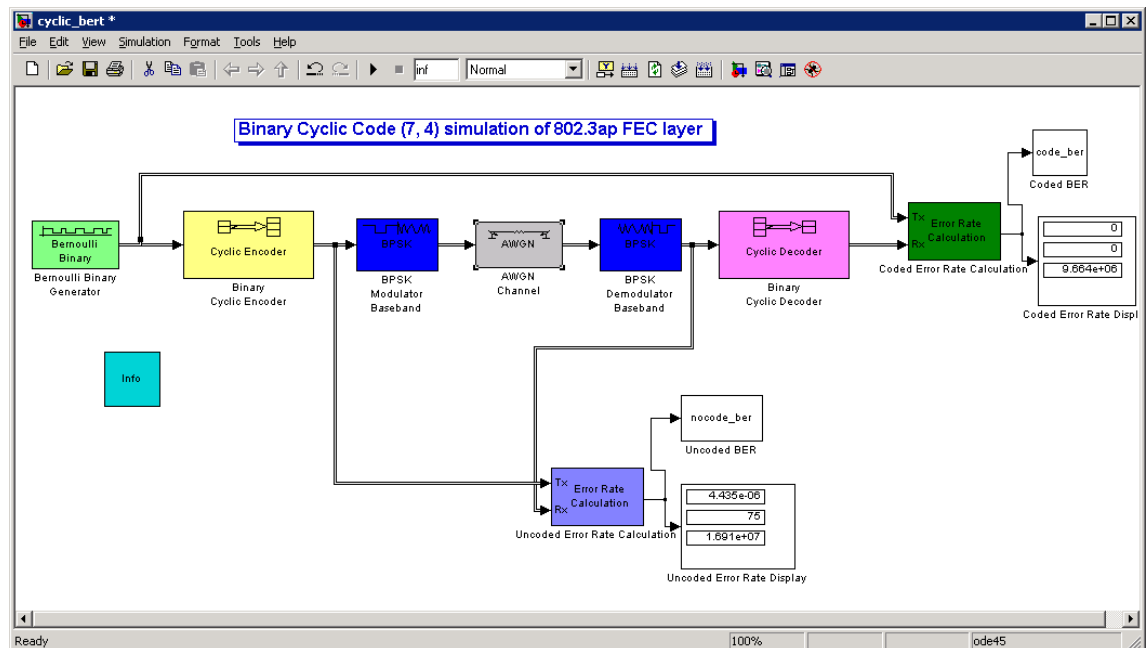 cyclic_bert *
File Edit View Simulation Format Tools Help
inf
Normal
Binary Cyclic Code (7, 4) simulation of 802.3ap FEC layer
code_ber
Coded BER
Bernoulli
Binary
Bernoulli Binary
Generator
Cyclic Encoder
Binary
Cyclic Encoder
BPSK
BPSK
Modulator
Baseband
AWGN
AWGN
Channel
BPSK
BPSK
Demodulator
Baseband
Cyclic Decoder
Binary
Cyclic Decoder
Tx
Rx
Error Rate
Calculation
Coded Error Rate Calculation
0
0
9.664e+06
Coded Error Rate Displ
Info
nocode_ber
Uncoded BER
Tx
Rx
Error Rate
Calculation
Uncoded Error Rate Calculation
4.435e-06
75
1.691e+07
Uncoded Error Rate Display
Ready
100%
ode45